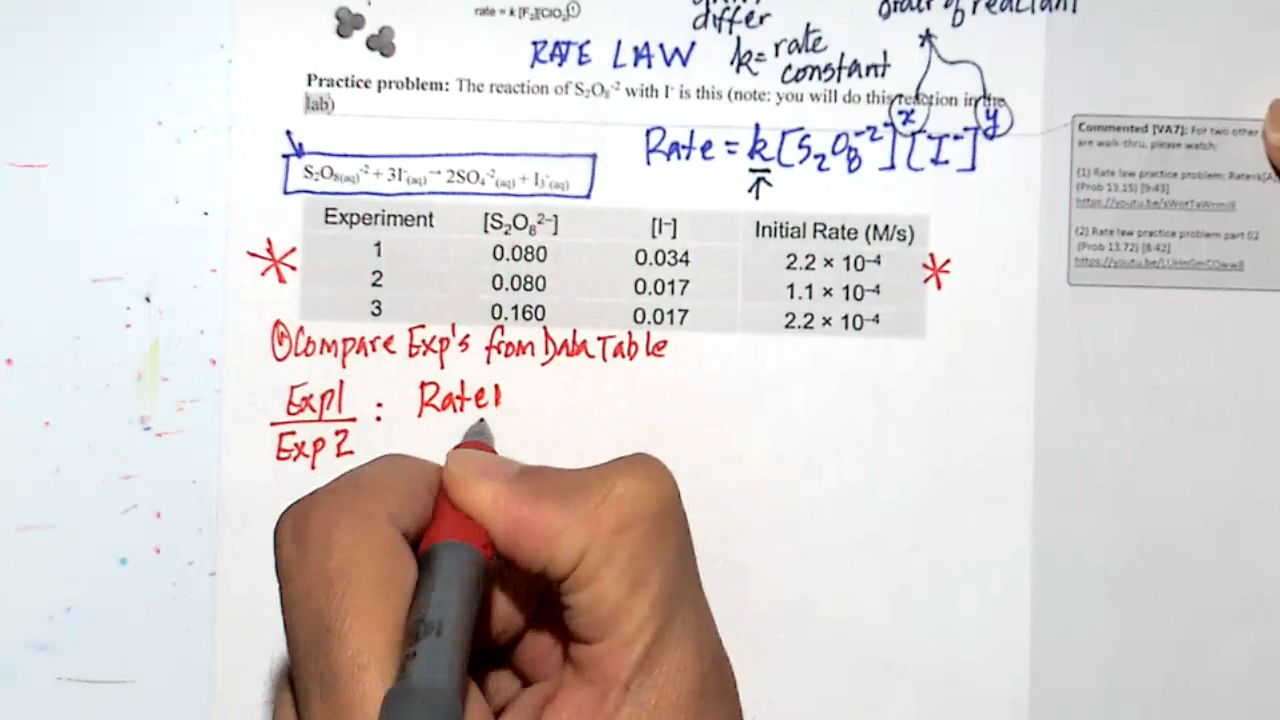 rate = k [F₂][ClO₂]①
differ
order of reactant
RATE LAW
k = rate constant
Practice problem: The reaction of S₂O₈⁻² with I⁻ is this (note: you will do this reaction in the
lab)
x y
Rate = k[S₂O₈⁻²][I⁻]
S₂O₈(aq)⁻² + 3I⁻(aq) → 2SO₄⁻²(aq) + I₃⁻(aq)
Experiment [S₂O₈²⁻] [I⁻] Initial Rate (M/s)
1 0.080 0.034 2.2 × 10⁻⁴
2 0.080 0.017 1.1 × 10⁻⁴
3 0.160 0.017 2.2 × 10⁻⁴
① Compare Exp's from Data Table
Exp1 : Rate1
Exp 2
Commented [VA7]: For two other
are walk-thru, please watch:
(1) Rate law practice problem: Rate=k[A
(Prob 13.15) [9:43]
(2) Rate law practice problem part 02
(Prob 13.72) [8:42]